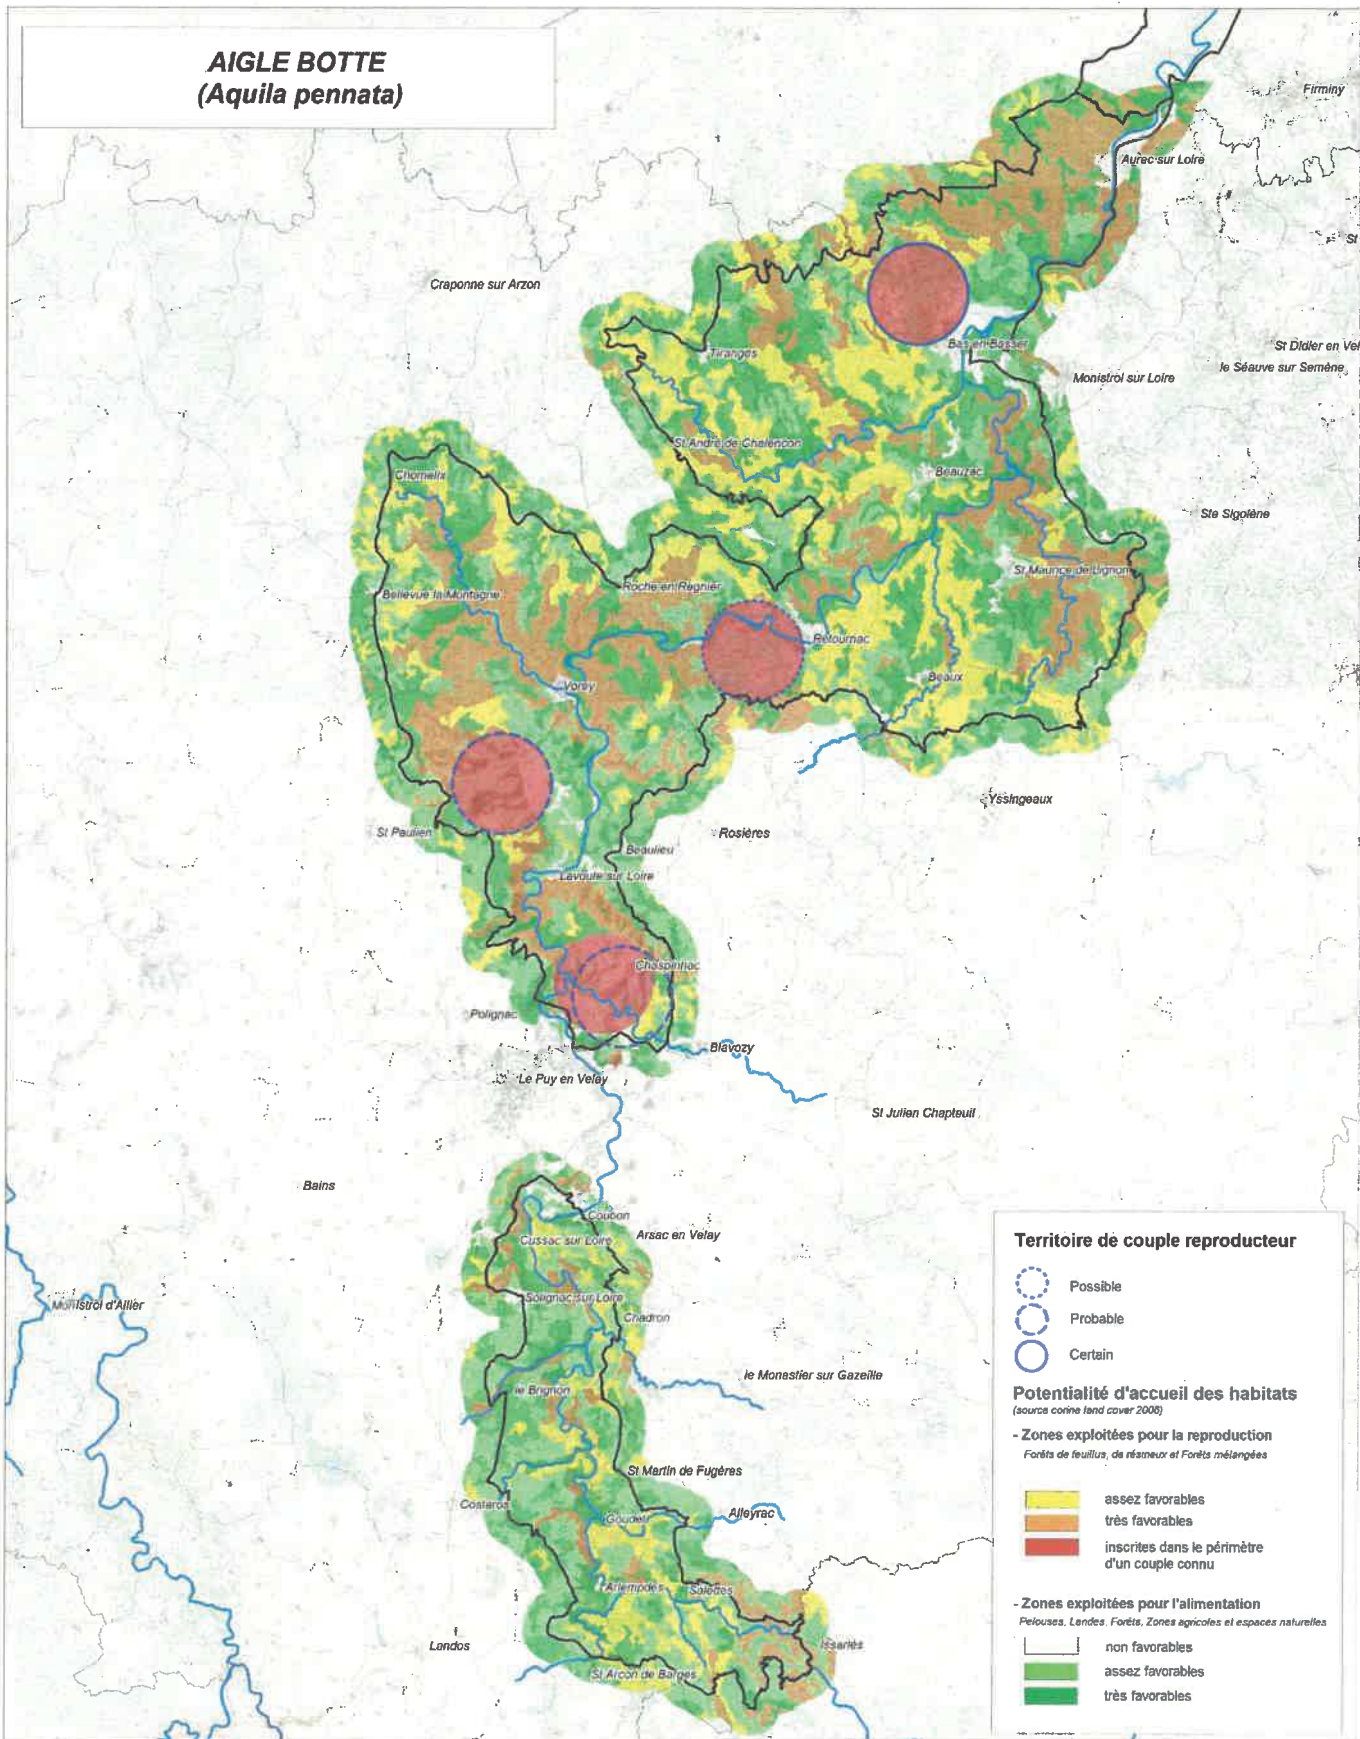 AIGLE BOTTE
(Aquila pennata)
Firminy
Aurec sur Loire
St
Craponne sur Arzon
Bas en Basset
St Didier en Vel
Tiranges
le Séauve sur Semène
Monistrol sur Loire
St André de Chalençon
Beauzac
Chomelix
Ste Sigolène
St Maurice de Lignon
Roche en Régnier
Bellevue la Montagne
Retournac
Beaux
Vorey
Yssingeaux
St Paulien
Rosières
Beaulieu
Lavoute sur Loire
Chaspinhac
Polignac
Blavozy
Le Puy en Velay
St Julien Chapteuil
Bains
Coubon
Arsac en Velay
Cussac sur Loire
Solignac sur Loire
Monistrol d'Allier
Chadron
le Monastier sur Gazeille
le Brignon
St Martin de Fugères
Costaros
Alleyrac
Goudet
Arlempdes
Salettes
Landos
Issarlès
St Arcon de Barges
Territoire de couple reproducteur
Possible
Probable
Certain
Potentialité d'accueil des habitats
(source corine land cover 2006)
- Zones exploitées pour la reproduction
Forêts de feuillus, de résineux et Forêts mélangées
assez favorables
très favorables
inscrites dans le périmètre
d'un couple connu
- Zones exploitées pour l'alimentation
Pelouses, Landes, Forêts, Zones agricoles et espaces naturelles
non favorables
assez favorables
très favorables